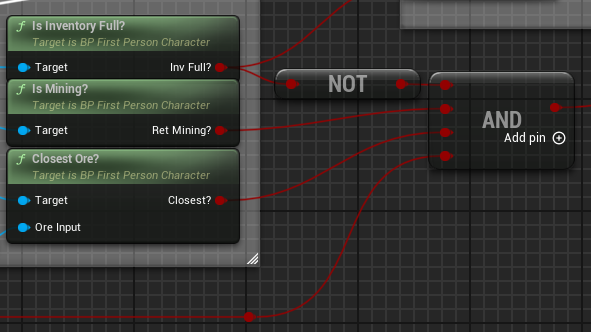 f Is Inventory Full?
Target is BP First Person Character
Target Inv Full?
f Is Mining?
Target is BP First Person Character
Target Ret Mining?
f Closest Ore?
Target is BP First Person Character
Target Closest?
Ore Input
NOT
AND
Add pin